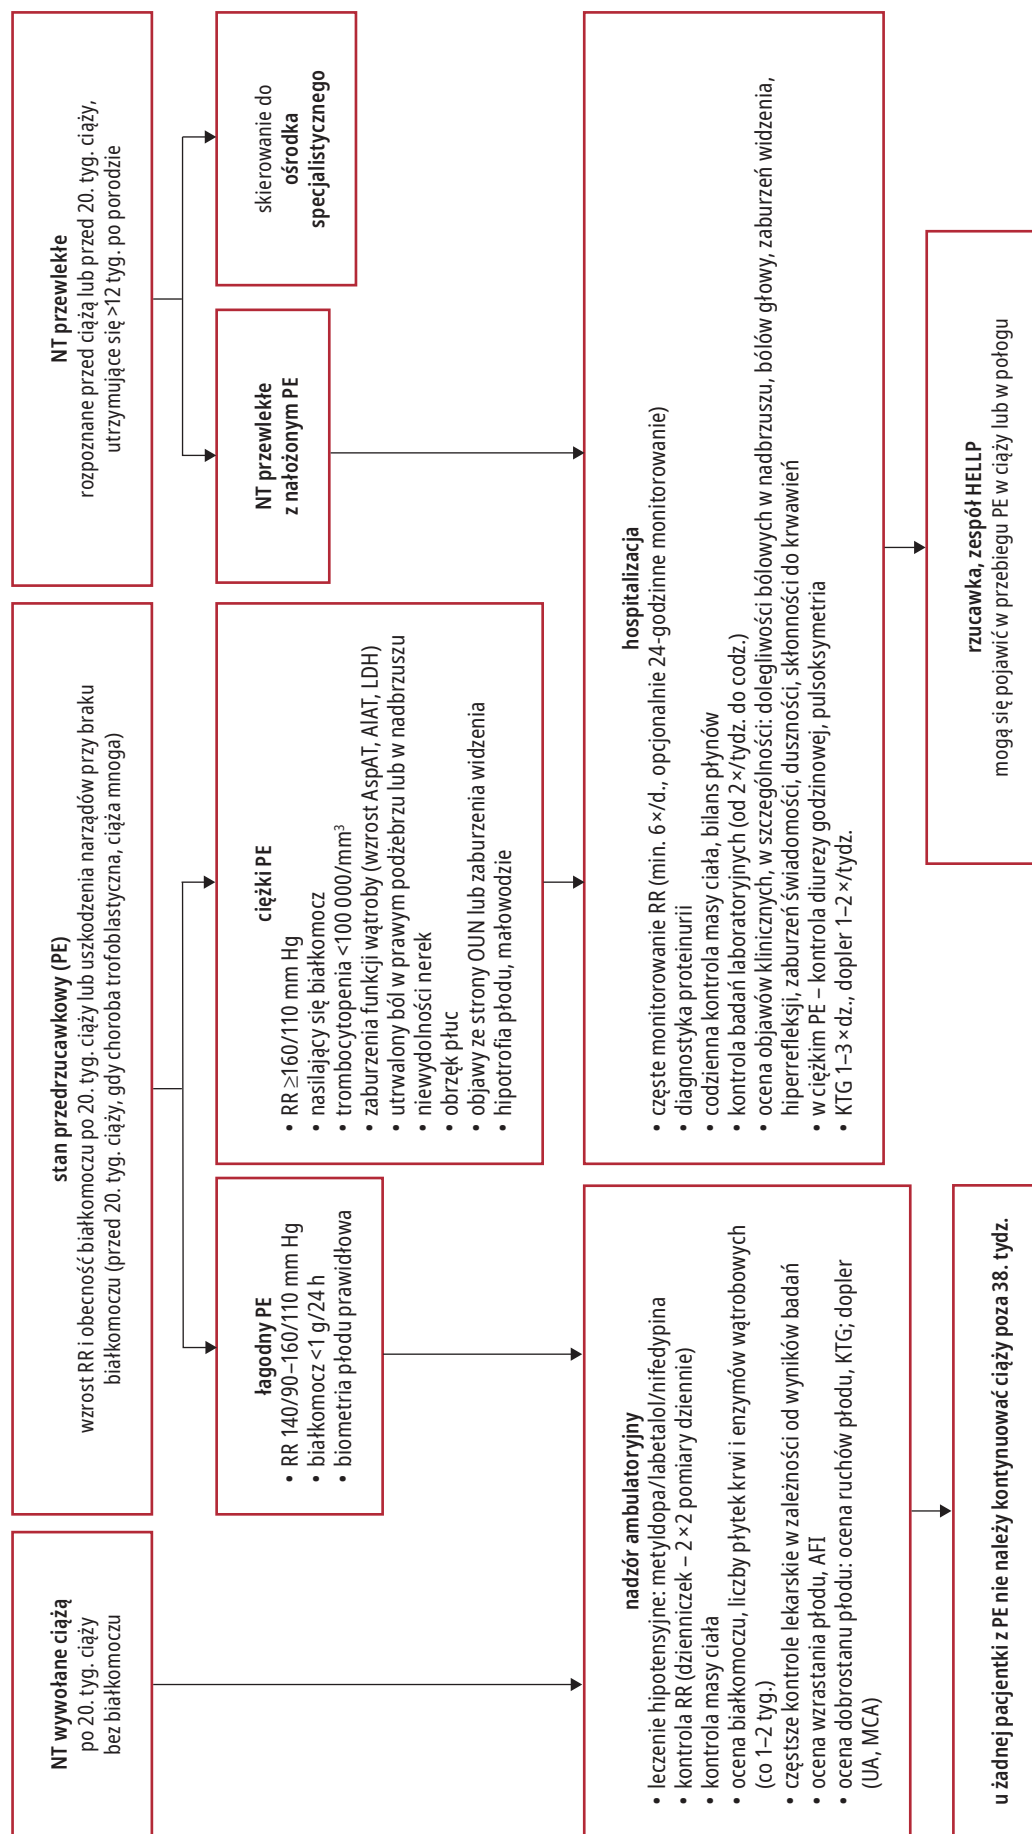 NT wywołane ciążą
po 20. tyg. ciąży
bez białkomoczu
stan przedrzucawkowy (PE)
wzrost RR i obecność białkomoczu po 20. tyg. ciąży lub uszkodzenia narządów przy braku
białkomoczu (przed 20. tyg. ciąży, gdy choroba trofoblastyczna, ciąża mnoga)
NT przewlekłe
rozpoznane przed ciążą lub przed 20. tyg. ciąży,
utrzymujące się >12 tyg. po porodzie
łagodny PE
• RR 140/90–160/110 mm Hg
• białkomocz <1 g/24 h
• biometria płodu prawidłowa
ciężki PE
• RR ≥160/110 mm Hg
• nasilający się białkomocz
• trombocytopenia <100 000/mm³
• zaburzenia funkcji wątroby (wzrost AspAT, AlAT, LDH)
• utrwalony ból w prawym podżebrzu lub w nadbrzuszu
• niewydolności nerek
• obrzęk płuc
• objawy ze strony OUN lub zaburzenia widzenia
• hipotrofia płodu, małowodzie
NT przewlekłe
z nałożonym PE
skierowanie do
ośrodka
specjalistycznego
nadzór ambulatoryjny
• leczenie hipotensyjne: metyldopa/labetalol/nifedypina
• kontrola RR (dzienniczek – 2×2 pomiary dziennie)
• kontrola masy ciała
• ocena białkomoczu, liczby płytek krwi i enzymów wątrobowych
(co 1–2 tyg.)
• częstsze kontrole lekarskie w zależności od wyników badań
• ocena wzrastania płodu, AFI
• ocena dobrostanu płodu: ocena ruchów płodu, KTG; dopler
(UA, MCA)
hospitalizacja
• częste monitorowanie RR (min. 6×/d., opcjonalnie 24-godzinne monitorowanie)
• diagnostyka proteinurii
• codzienna kontrola masy ciała, bilans płynów
• kontrola badań laboratoryjnych (od 2×/tydz. do codz.)
• ocena objawów klinicznych, w szczególności: dolegliwości bólowych w nadbrzuszu, bólów głowy, zaburzeń widzenia,
hiperrefleksji, zaburzeń świadomości, duszności, skłonności do krwawień
• w ciężkim PE – kontrola diurezy godzinowej, pulsoksymetria
• KTG 1–3×dz., dopler 1–2×/tydz.
u żadnej pacjentki z PE nie należy kontynuować ciąży poza 38. tydz.
rzucawka, zespół HELLP
mogą się pojawić w przebiegu PE w ciąży lub w połogu